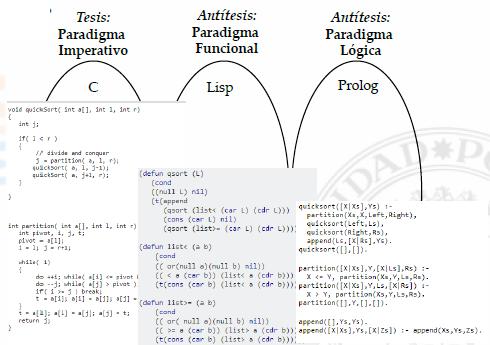 Tesis:
Paradigma
Imperativo
C
Antítesis:
Paradigma
Funcional
Lisp
Antítesis:
Paradigma
Lógica
Prolog
void quickSort( int a[], int l, int r)
{
int j;
if( l < r )
{
// divide and conquer
j = partition( a, l, r);
quickSort( a, l, j-1);
quickSort( a, j+1, r);
}
}
int partition( int a[], int l, int r)
int pivot, i, j, t;
pivot = a[l];
i = l; j = r+1;
while( 1)
{
do ++i; while( a[i] <= pivot
do --j; while( a[j] > pivot )
if( i >= j ) break;
t = a[i]; a[i] = a[j]; a[j] =
}
t = a[l]; a[l] = a[j]; a[j] = t;
return j;
}
(defun qsort (L)
(cond
((null L) nil)
(t(append
(qsort (list< (car L) (cdr L)))
(cons (car L) nil)
(qsort (list>= (car L) (cdr L)))
(defun list< (a b)
(cond
(( or(null a)(null b) nil))
(( < a (car b)) (list< a (cdr b)))
(t(cons (car b) (list< a (cdr b)))
(defun list>= (a b)
(cond
(( or( null a)(null b) nil))
(( >= a (car b)) (list> a (cdr b)))
(t(cons (car b) (list> a (cdr b)))
quicksort([X|Xs],Ys) :-
partition(Xs,X,Left,Right),
quicksort(Left,Ls),
quicksort(Right,Rs),
append(Ls,[X|Rs],Ys).
quicksort([],[]).
partition([X|Xs],Y,[X|Ls],Rs) :-
X <= Y, partition(Xs,Y,Ls,Rs).
partition([X|Xs],Y,Ls,[X|Rs]) :-
X > Y, partition(Xs,Y,Ls,Rs).
partition([],Y,[],[]).
append([],Ys,Ys).
append([X|Xs],Ys,[X|Zs]) :- append(Xs,Ys,Zs).
DAD
PO